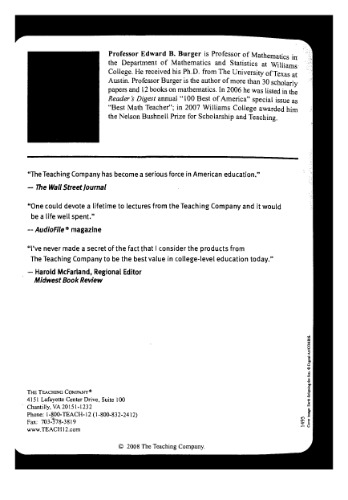 Professor Edward B. Burger is Professor of Mathematics in
the Department of Mathematics and Statistics at Williams
College. He received his Ph.D. from The University of Texas at
Austin. Professor Burger is the author of more than 30 scholarly
papers and 12 books on mathematics. In 2006 he was listed in the
Reader's Digest annual "100 Best of America" special issue as
"Best Math Teacher"; in 2007 Williams College awarded him
the Nelson Bushnell Prize for Scholarship and Teaching.
"The Teaching Company has become a serious force in American education."
— The Wall Street Journal
"One could devote a lifetime to lectures from the Teaching Company and it would
be a life well spent."
— AudioFile® magazine
"I've never made a secret of the fact that I consider the products from
The Teaching Company to be the best value in college-level education today."
— Harold McFarland, Regional Editor
Midwest Book Review
THE TEACHING COMPANY®
4151 Lafayette Center Drive, Suite 100
Chantilly, VA 20151-1232
Phone: 1-800-TEACH-12 (1-800-832-2412)
Fax: 703-378-3819
www.TEACH12.com
1495
© 2008 The Teaching Company.